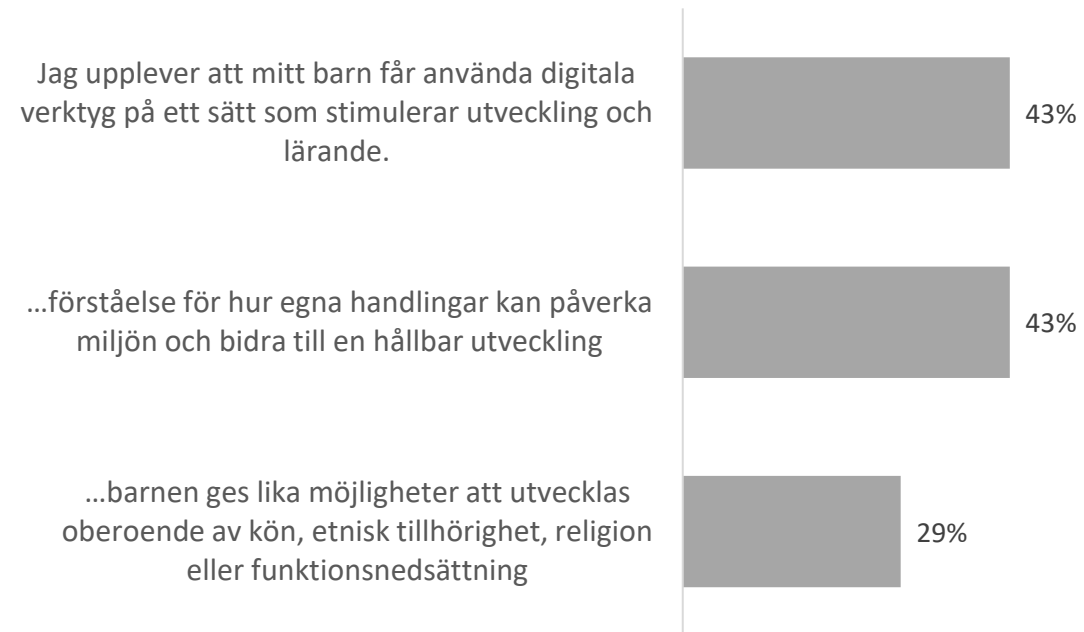 Jag upplever att mitt barn får använda digitala
verktyg på ett sätt som stimulerar utveckling och
lärande.
43%
...förståelse för hur egna handlingar kan påverka
miljön och bidra till en hållbar utveckling
43%
...barnen ges lika möjligheter att utvecklas
oberoende av kön, etnisk tillhörighet, religion
eller funktionsnedsättning
29%